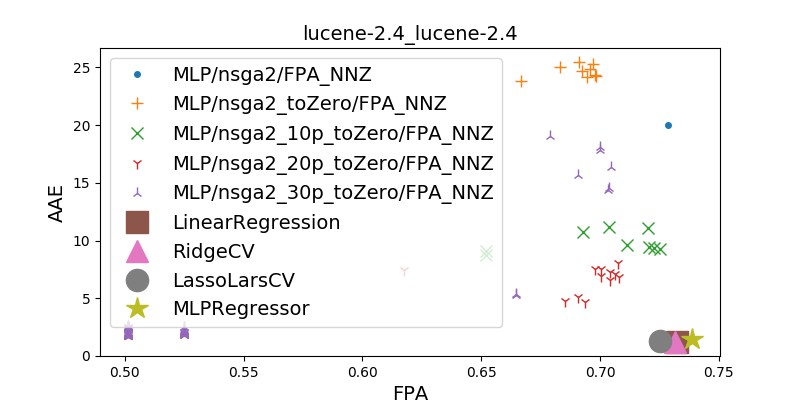 lucene-2.4_lucene-2.4
AAE
25
20
15
10
5
0
MLP/nsga2/FPA_NNZ
MLP/nsga2_toZero/FPA_NNZ
MLP/nsga2_10p_toZero/FPA_NNZ
MLP/nsga2_20p_toZero/FPA_NNZ
MLP/nsga2_30p_toZero/FPA_NNZ
LinearRegression
RidgeCV
LassoLarsCV
MLPRegressor
0.50 0.55 0.60 0.65 0.70 0.75
FPA